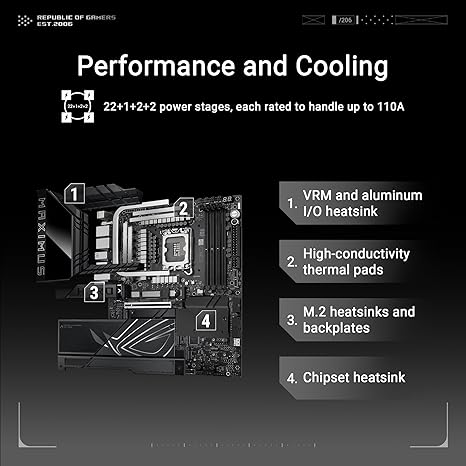 REPUBLIC OF GAMERS
EST.2006
/206
Performance and Cooling
22+1+2+2
22+1+2+2 power stages, each rated to handle up to 110A
1
2
3
4
MAXIMUS
1. VRM and aluminum
I/O heatsink
2. High-conductivity
thermal pads
3. M.2 heatsinks and
backplates
4. Chipset heatsink